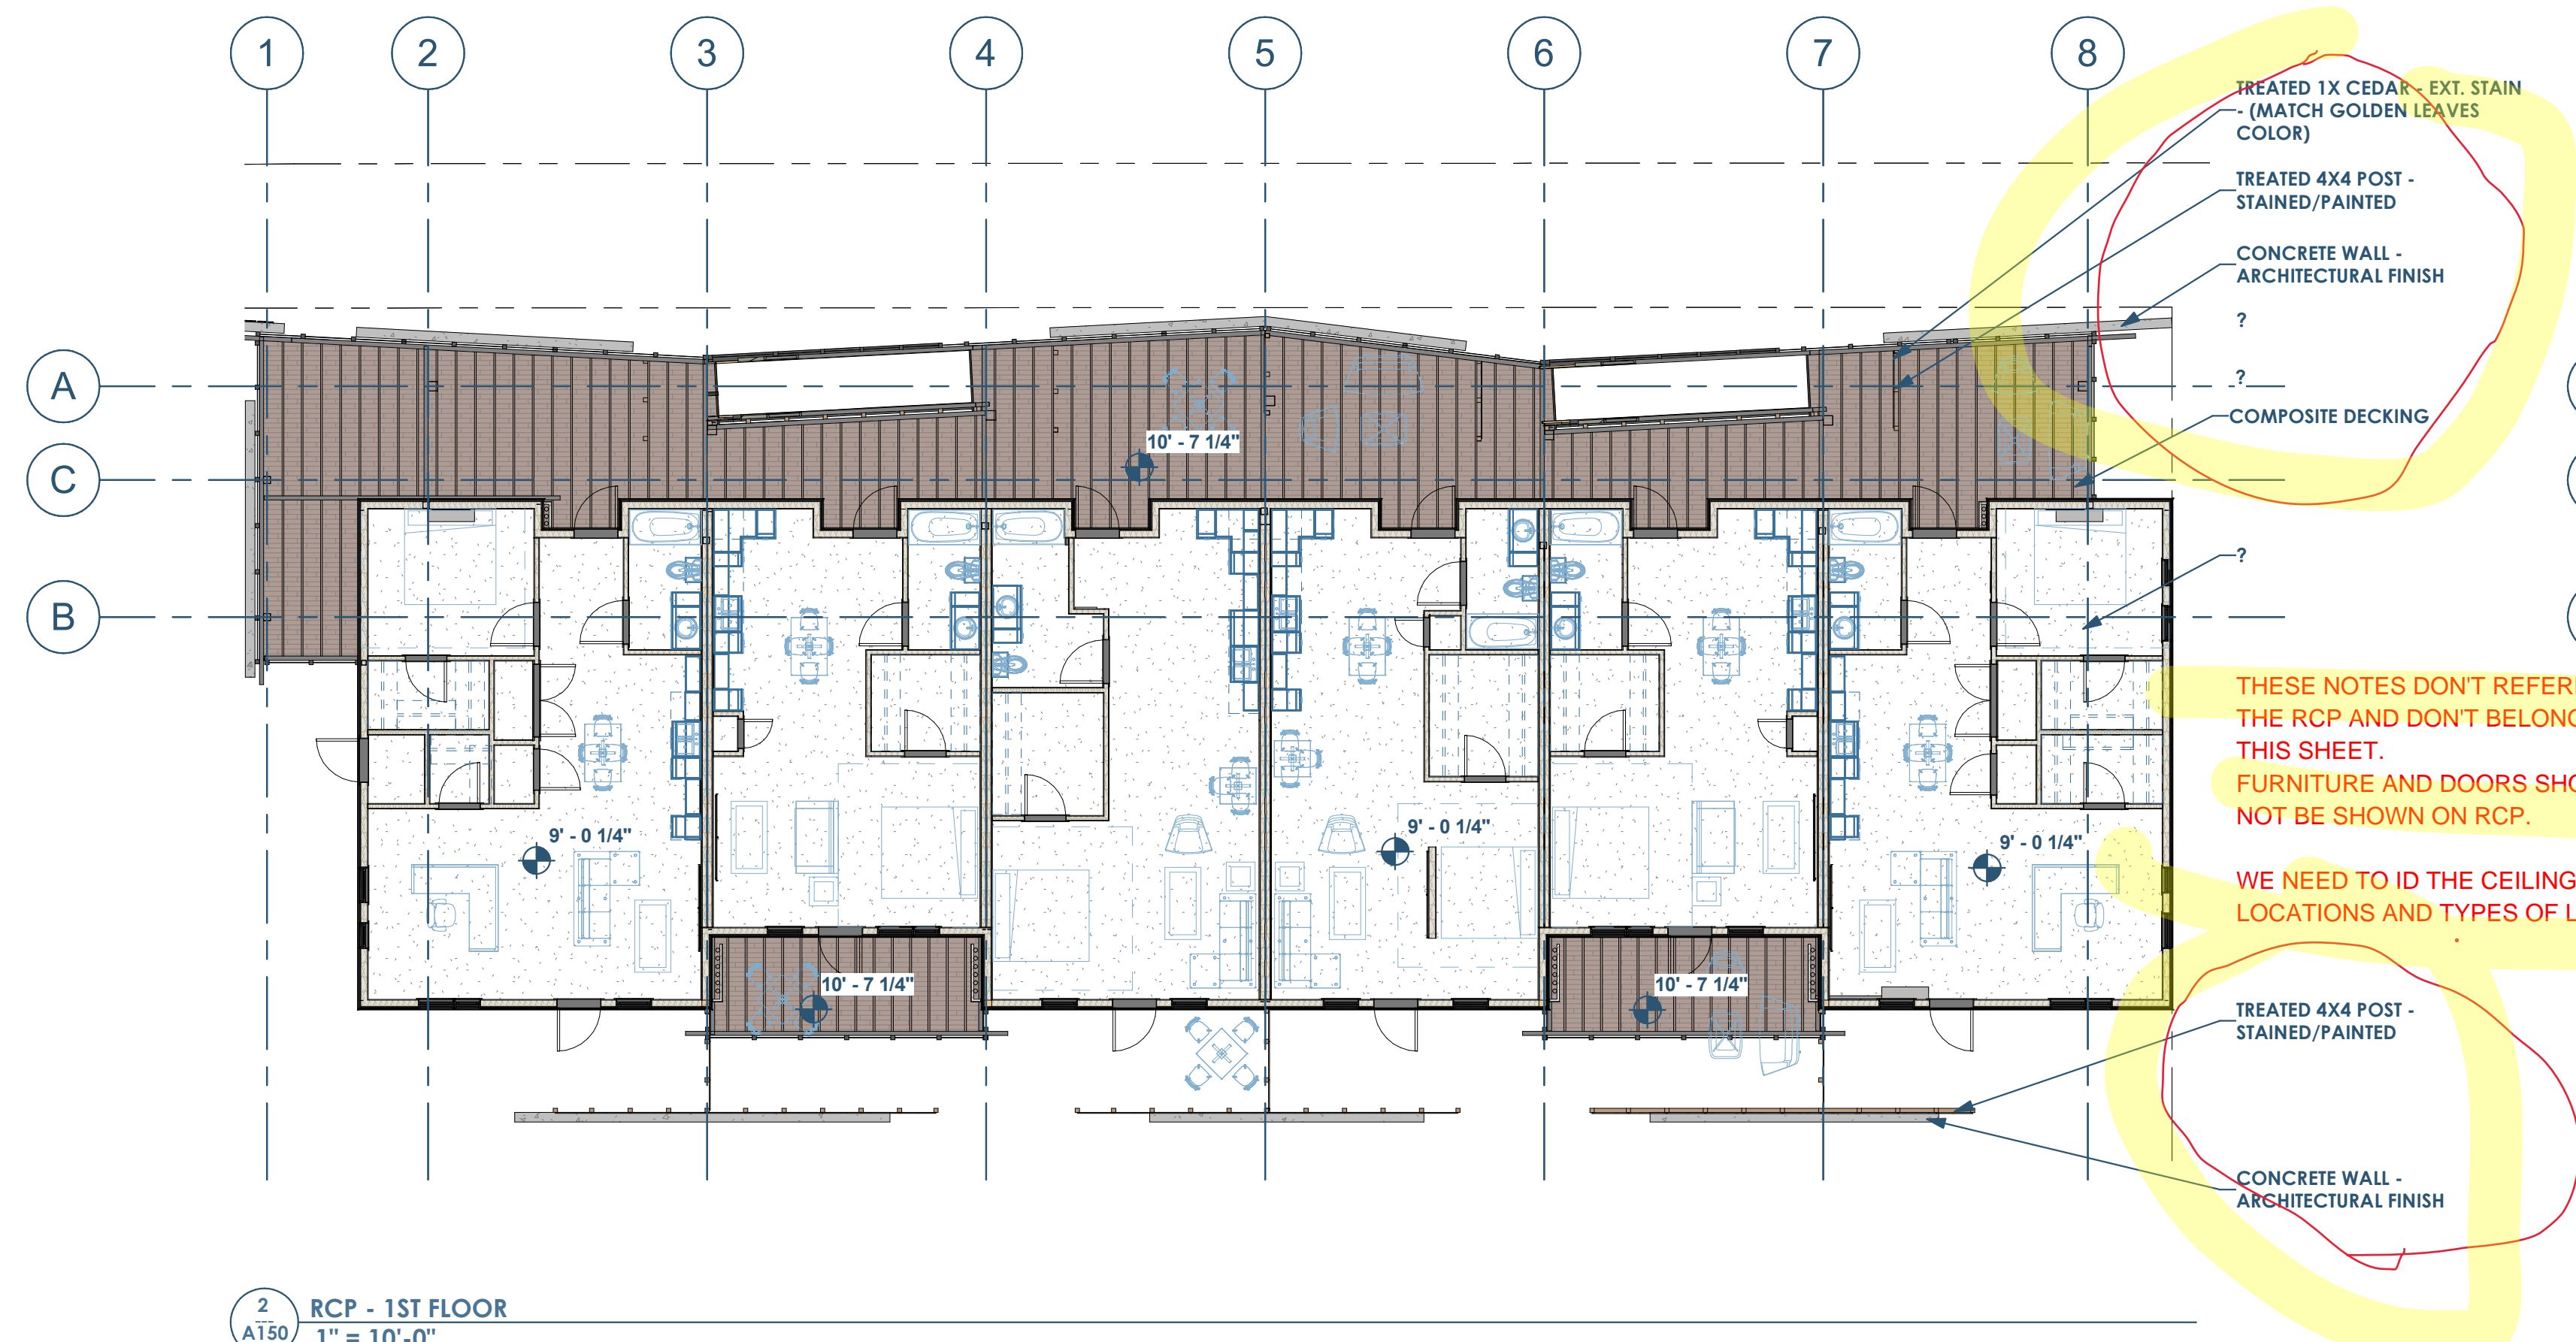 1 2 3 4 5 6 7 8
TREATED 1X CEDAR - EXT. STAIN
- (MATCH GOLDEN LEAVES
COLOR)
TREATED 4X4 POST -
STAINED/PAINTED
CONCRETE WALL -
ARCHITECTURAL FINISH
?
?
COMPOSITE DECKING
?
A
C
B
10' - 7 1/4"
9' - 0 1/4"
9' - 0 1/4"
9' - 0 1/4"
10' - 7 1/4"
10' - 7 1/4"
THESE NOTES DON'T
THE RCP AND DON'T
THIS SHEET.
FURNITURE AND DOORS
NOT BE SHOWN ON RCP.
WE NEED TO ID THE CEILING
LOCATIONS AND TYPES OF
TREATED 4X4 POST -
STAINED/PAINTED
CONCRETE WALL -
ARCHITECTURAL FINISH
2
---
A150
RCP - 1ST FLOOR
1" = 10'-0"